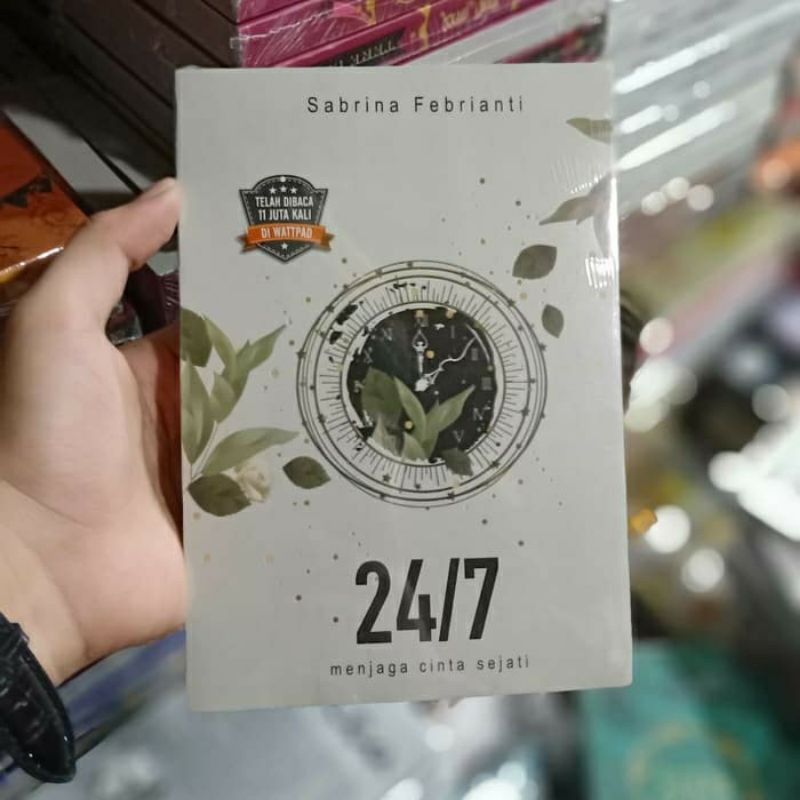 Sabrina Febrianti
TELAH DIBACA
11 JUTA KALI
DI WATTPAD
24/7
menjaga cinta sejati